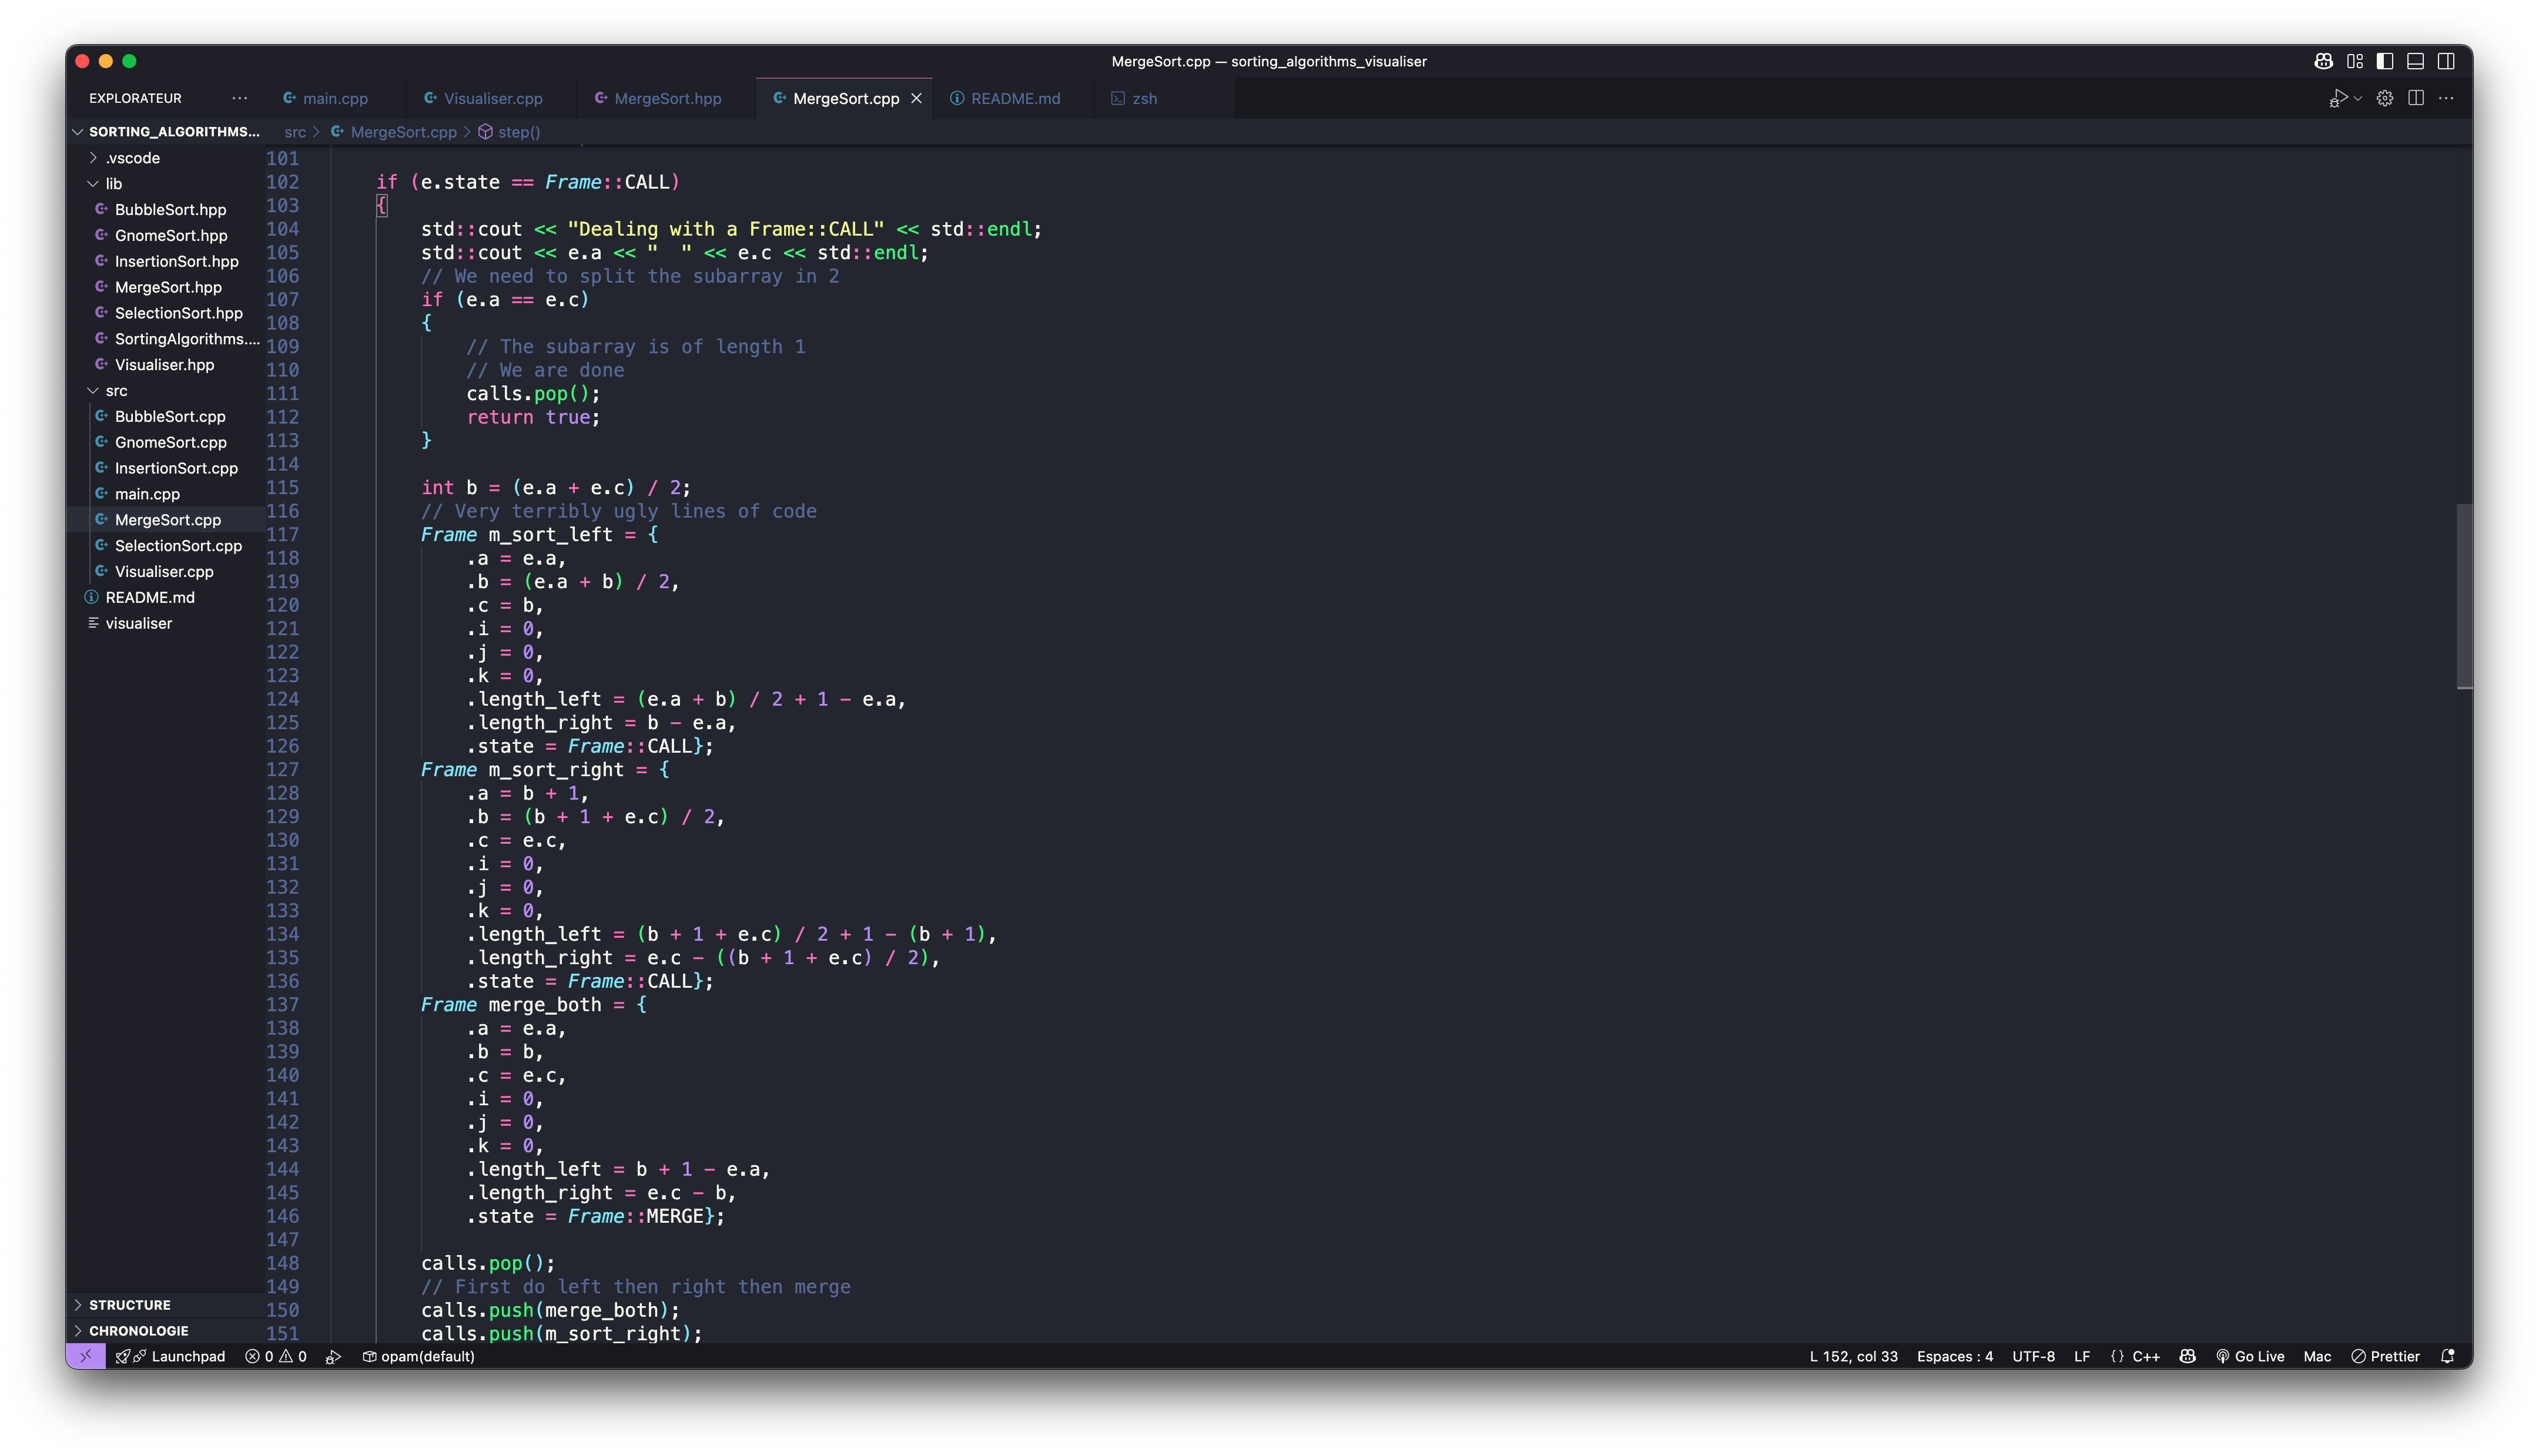 MergeSort.cpp — sorting_algorithms_visualiser
EXPLORATEUR
main.cpp
Visualiser.cpp
MergeSort.hpp
MergeSort.cpp
README.md
zsh
SORTING_ALGORITHMS...
src > MergeSort.cpp > step()
.vscode
lib
BubbleSort.hpp
GnomeSort.hpp
InsertionSort.hpp
MergeSort.hpp
SelectionSort.hpp
SortingAlgorithms....
Visualiser.hpp
src
BubbleSort.cpp
GnomeSort.cpp
InsertionSort.cpp
main.cpp
MergeSort.cpp
SelectionSort.cpp
Visualiser.cpp
README.md
visualiser
STRUCTURE
CHRONOLOGIE
101
102 if (e.state == Frame::CALL)
103 {
104 std::cout << "Dealing with a Frame::CALL" << std::endl;
105 std::cout << e.a << "  " << e.c << std::endl;
106 // We need to split the subarray in 2
107 if (e.a == e.c)
108 {
109 // The subarray is of length 1
110 // We are done
111 calls.pop();
112 return true;
113 }
114
115 int b = (e.a + e.c) / 2;
116 // Very terribly ugly lines of code
117 Frame m_sort_left = {
118 .a = e.a,
119 .b = (e.a + b) / 2,
120 .c = b,
121 .i = 0,
122 .j = 0,
123 .k = 0,
124 .length_left = (e.a + b) / 2 + 1 - e.a,
125 .length_right = b - e.a,
126 .state = Frame::CALL};
127 Frame m_sort_right = {
128 .a = b + 1,
129 .b = (b + 1 + e.c) / 2,
130 .c = e.c,
131 .i = 0,
132 .j = 0,
133 .k = 0,
134 .length_left = (b + 1 + e.c) / 2 + 1 - (b + 1),
135 .length_right = e.c - ((b + 1 + e.c) / 2),
136 .state = Frame::CALL};
137 Frame merge_both = {
138 .a = e.a,
139 .b = b,
140 .c = e.c,
141 .i = 0,
142 .j = 0,
143 .k = 0,
144 .length_left = b + 1 - e.a,
145 .length_right = e.c - b,
146 .state = Frame::MERGE};
147
148 calls.pop();
149 // First do left then right then merge
150 calls.push(merge_both);
151 calls.push(m_sort_right);
Launchpad 0 0 opam(default) L 152, col 33 Espaces : 4 UTF-8 LF {} C++ Go Live Mac Prettier